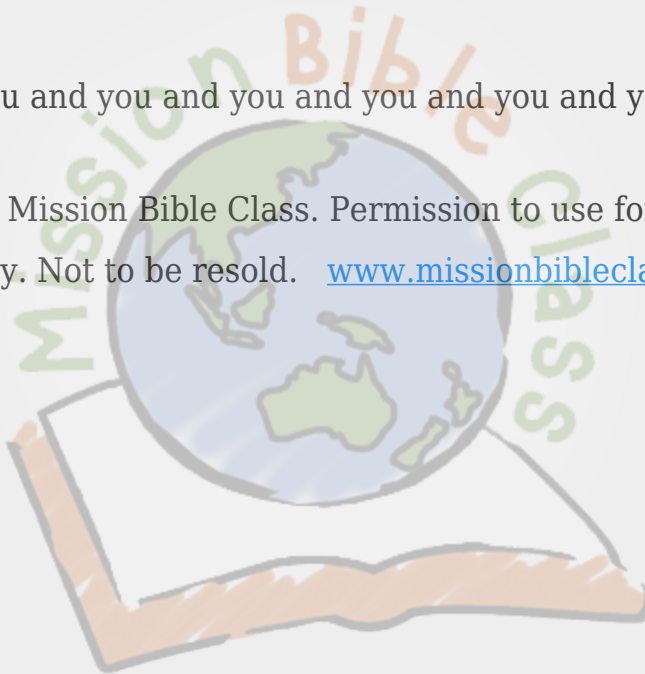 Mission Bible Class
u and you and you and you and you and y
Mission Bible Class. Permission to use fo
y. Not to be resold. www.missionbiblecla